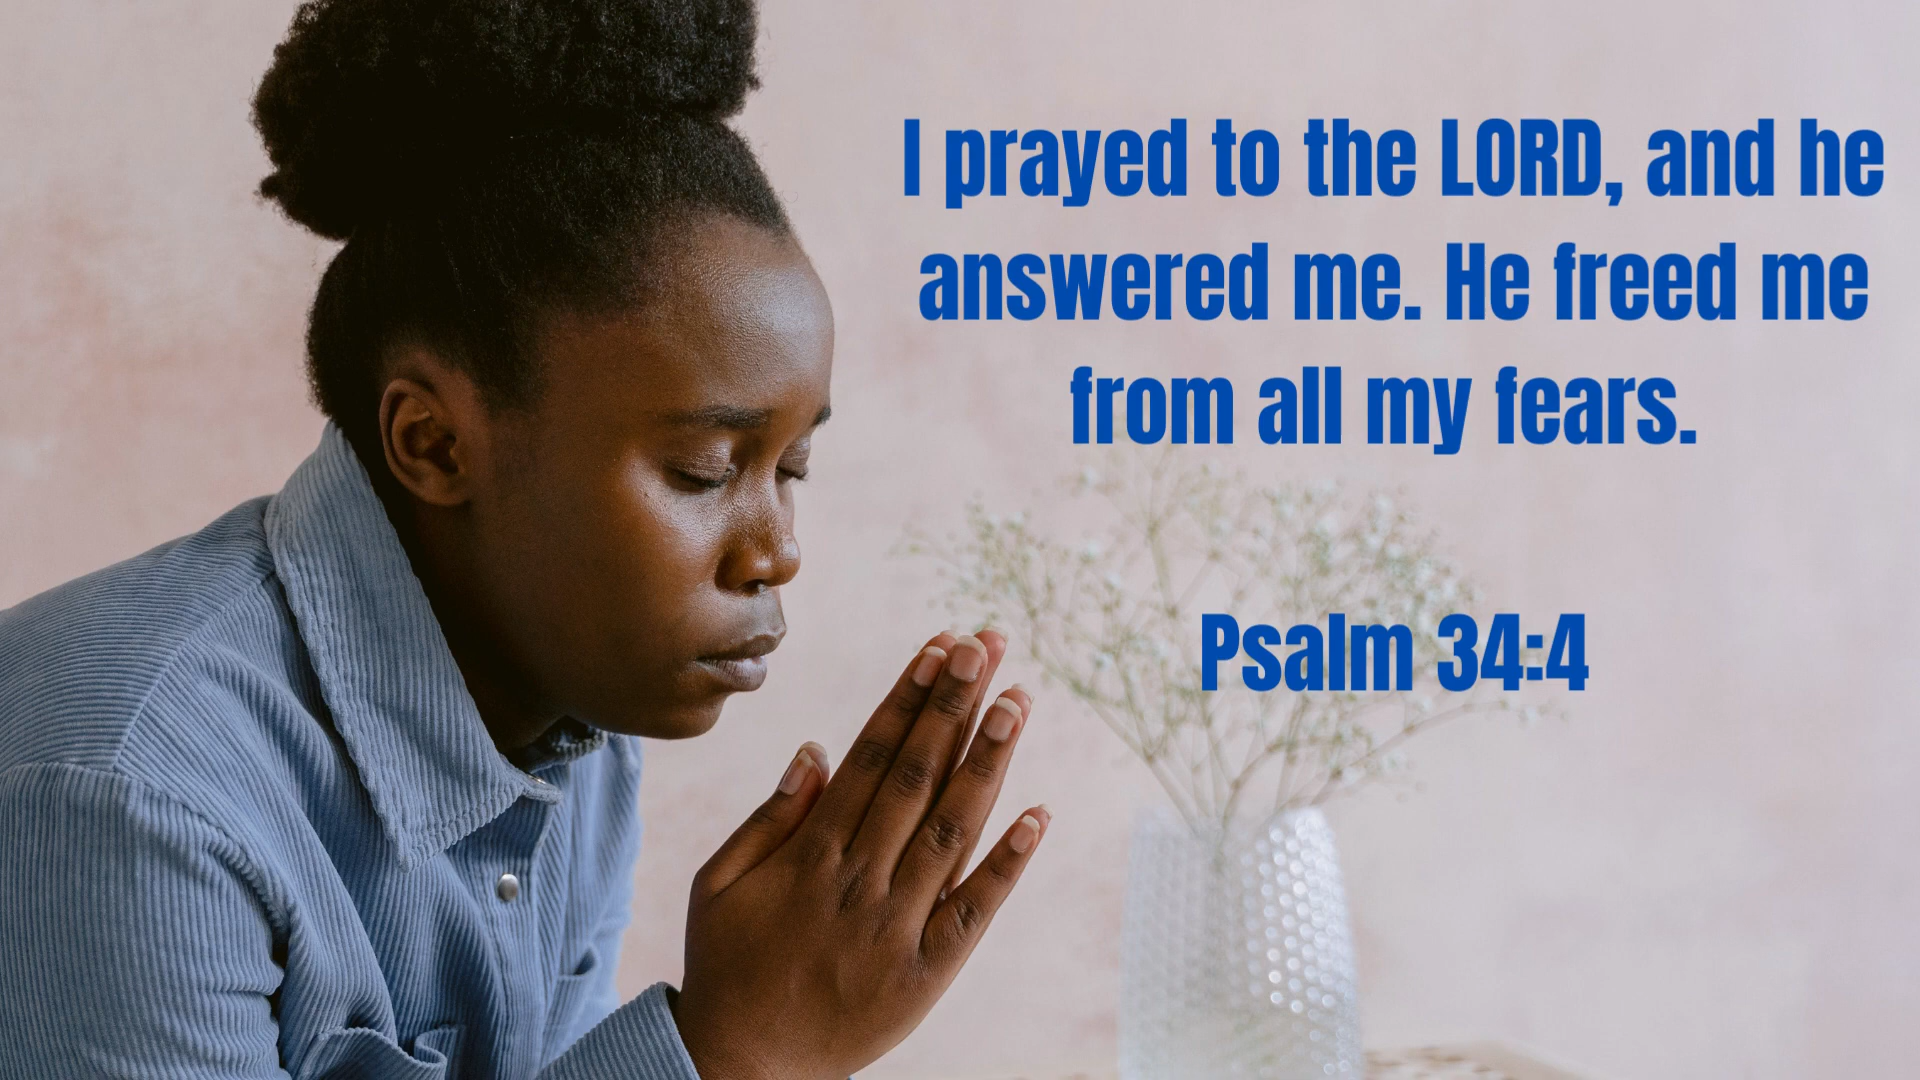 I prayed to the LORD, and he
answered me. He freed me
from all my fears.
Psalm 34:4